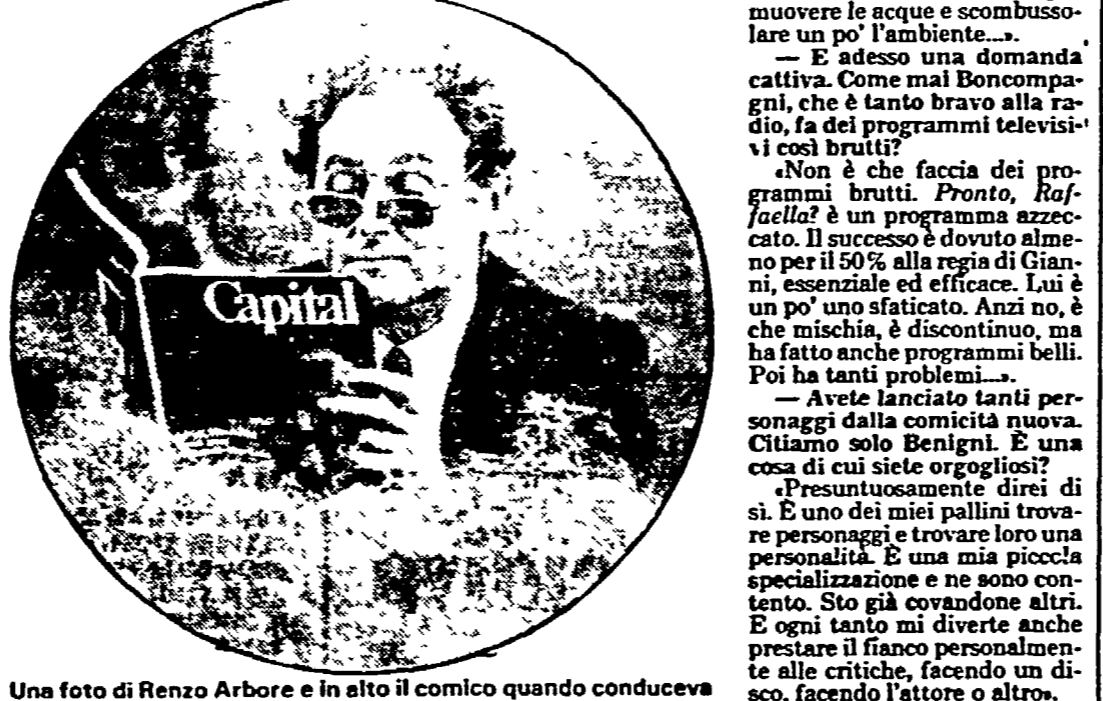 Capital
Una foto di Renzo Arbore e in alto il comico quando conduceva
muovere le acque e scombusso-
lare un po' l'ambiente...».
— E adesso una domanda
cattiva. Come mai Boncompa-
gni, che è tanto bravo alla ra-
dio, fa dei programmi televisi-
vi così brutti?
«Non è che faccia dei pro-
grammi brutti. Pronto, Raf-
faella? è un programma azzec-
cato. Il successo è dovuto alme-
no per il 50% alla regia di Gian-
ni, essenziale ed efficace. Lui è
un po' uno sfaticato. Anzi no, è
che mischia, è discontinuo, ma
ha fatto anche programmi belli.
Poi ha tanti problemi...».
— Avete lanciato tanti per-
sonaggi dalla comicità nuova.
Citiamo solo Benigni. È una
cosa di cui siete orgogliosi?
«Presuntuosamente direi di
sì. È uno dei miei pallini trova-
re personaggi e trovare loro una
personalità. È una mia piccola
specializzazione e ne sono con-
tento. Sto già covandone altri.
E ogni tanto mi diverte anche
prestare il fianco personalmen-
te alle critiche, facendo un di-
sco, facendo l'attore o altro».